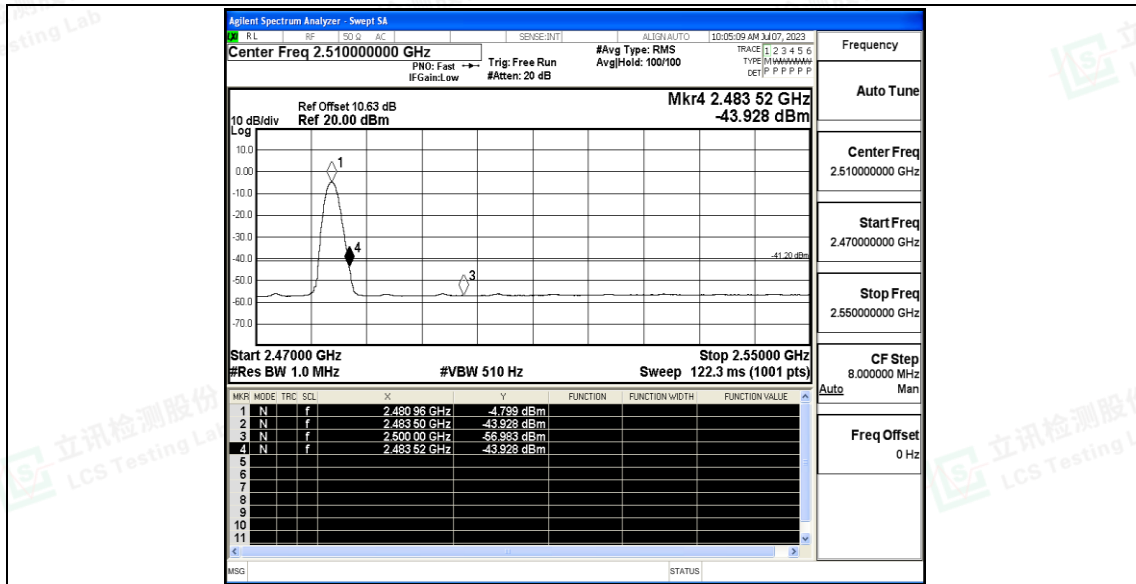 Agilent Spectrum Analyzer - Swept SA
RL RF 50 Ω AC SENSE:INT ALIGN AUTO 10:05:09 AM Jul 07, 2023
Center Freq 2.510000000 GHz
PNO: Fast
IFGain:Low
Trig: Free Run
#Atten: 20 dB
#Avg Type: RMS
Avg|Hold: 100/100
TRACE 1 2 3 4 5 6
TYPE MWWWWW
DET P P P P P P
Ref Offset 10.63 dB
10 dB/div Ref 20.00 dBm
Log
Mkr4 2.483 52 GHz
-43.928 dBm
10.0
0.00
-10.0
-20.0
-30.0
-40.0
-50.0
-60.0
-70.0
1
4
3
-41.20 dBm
Start 2.47000 GHz Stop 2.55000 GHz
#Res BW 1.0 MHz #VBW 510 Hz Sweep 122.3 ms (1001 pts)
MKR MODE TRC SCL X Y FUNCTION FUNCTION WIDTH FUNCTION VALUE
1 N f 2.480 96 GHz -4.799 dBm
2 N f 2.483 50 GHz -43.928 dBm
3 N f 2.500 00 GHz -56.983 dBm
4 N f 2.483 52 GHz -43.928 dBm
5
6
7
8
9
10
11
MSG STATUS
Frequency
Auto Tune
Center Freq
2.510000000 GHz
Start Freq
2.470000000 GHz
Stop Freq
2.550000000 GHz
CF Step
8.000000 MHz
Auto Man
Freq Offset
0 Hz
立讯检测股份
LCS Testing Lab
立讯检测股份
LCS Testing L